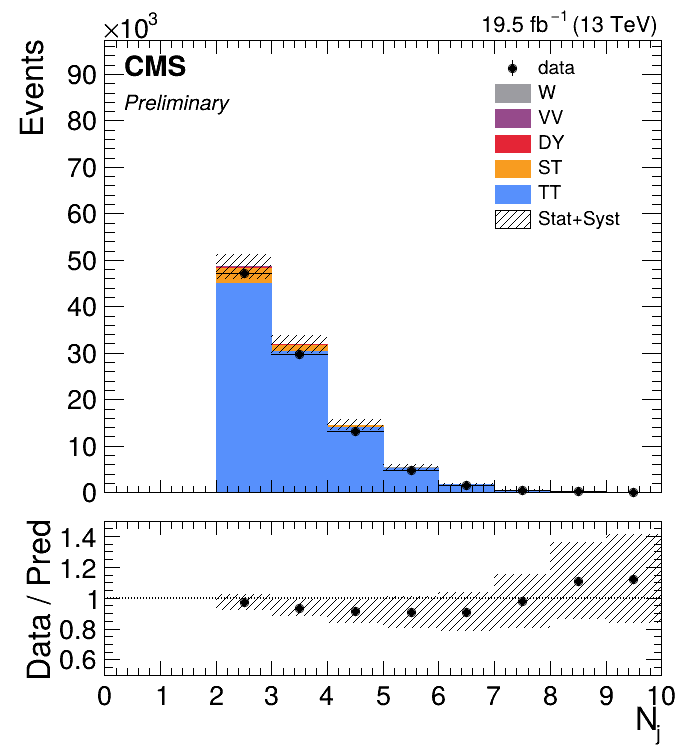 ×10³
19.5 fb⁻¹ (13 TeV)
Events
CMS
Preliminary
data
W
VV
DY
ST
TT
Stat+Syst
90
80
70
60
50
40
30
20
10
0
Data / Pred
1.4
1.2
1
0.8
0.6
0 1 2 3 4 5 6 7 8 9 10
Nj